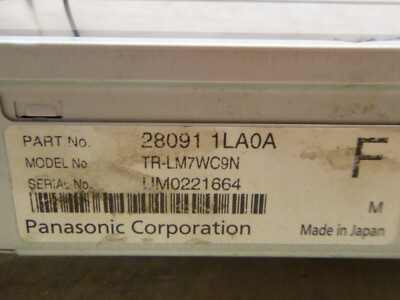 PART No. 28091 1LA0A
MODEL No. TR-LM7WC9N
SERIAL No. UM0221664
F
M
Panasonic Corporation Made in Japan